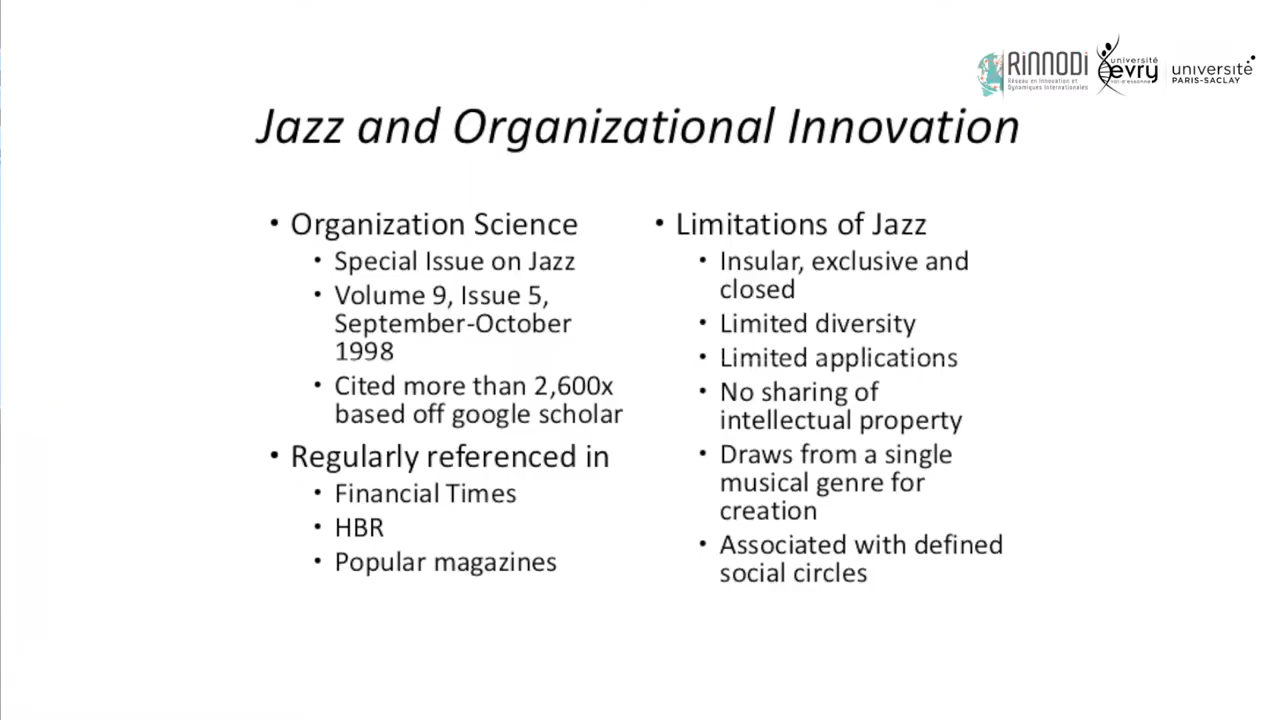 RiNNODi
Réseau en Innovation et
Dynamiques Internationales
université
evry
université
PARIS-SACLAY
Jazz and Organizational Innovation
• Organization Science
• Special Issue on Jazz
• Volume 9, Issue 5,
September-October
1998
• Cited more than 2,600x
based off google scholar
• Regularly referenced in
• Financial Times
• HBR
• Popular magazines
• Limitations of Jazz
• Insular, exclusive and
closed
• Limited diversity
• Limited applications
• No sharing of
intellectual property
• Draws from a single
musical genre for
creation
• Associated with defined
social circles